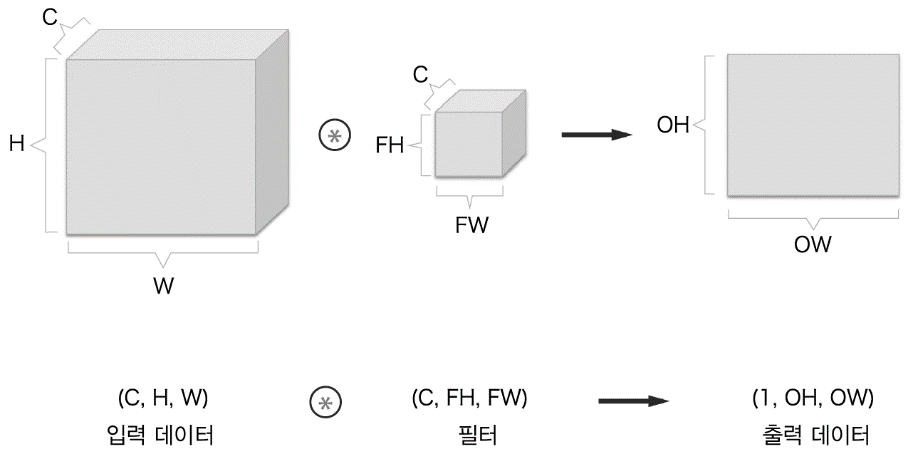 C
H
W
C
FH
FW
OH
OW
(C, H, W) ⊛ (C, FH, FW) (1, OH, OW)
입력 데이터 필터 출력 데이터